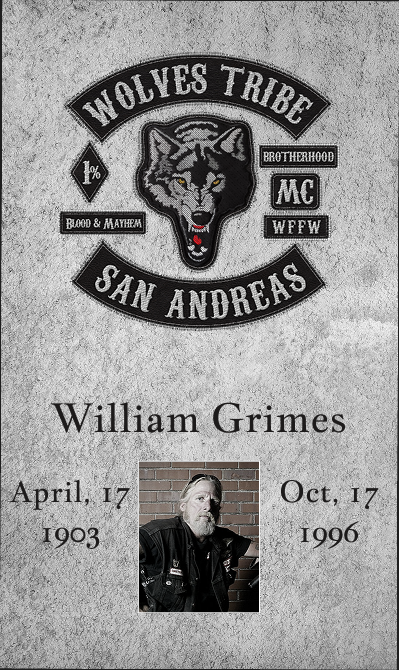 WOLVES TRIBE
1%
BROTHERHOOD
MC
BLOOD & MAYHEM
WFFW
SAN ANDREAS
William Grimes
April, 17
1903
Oct, 17
1996